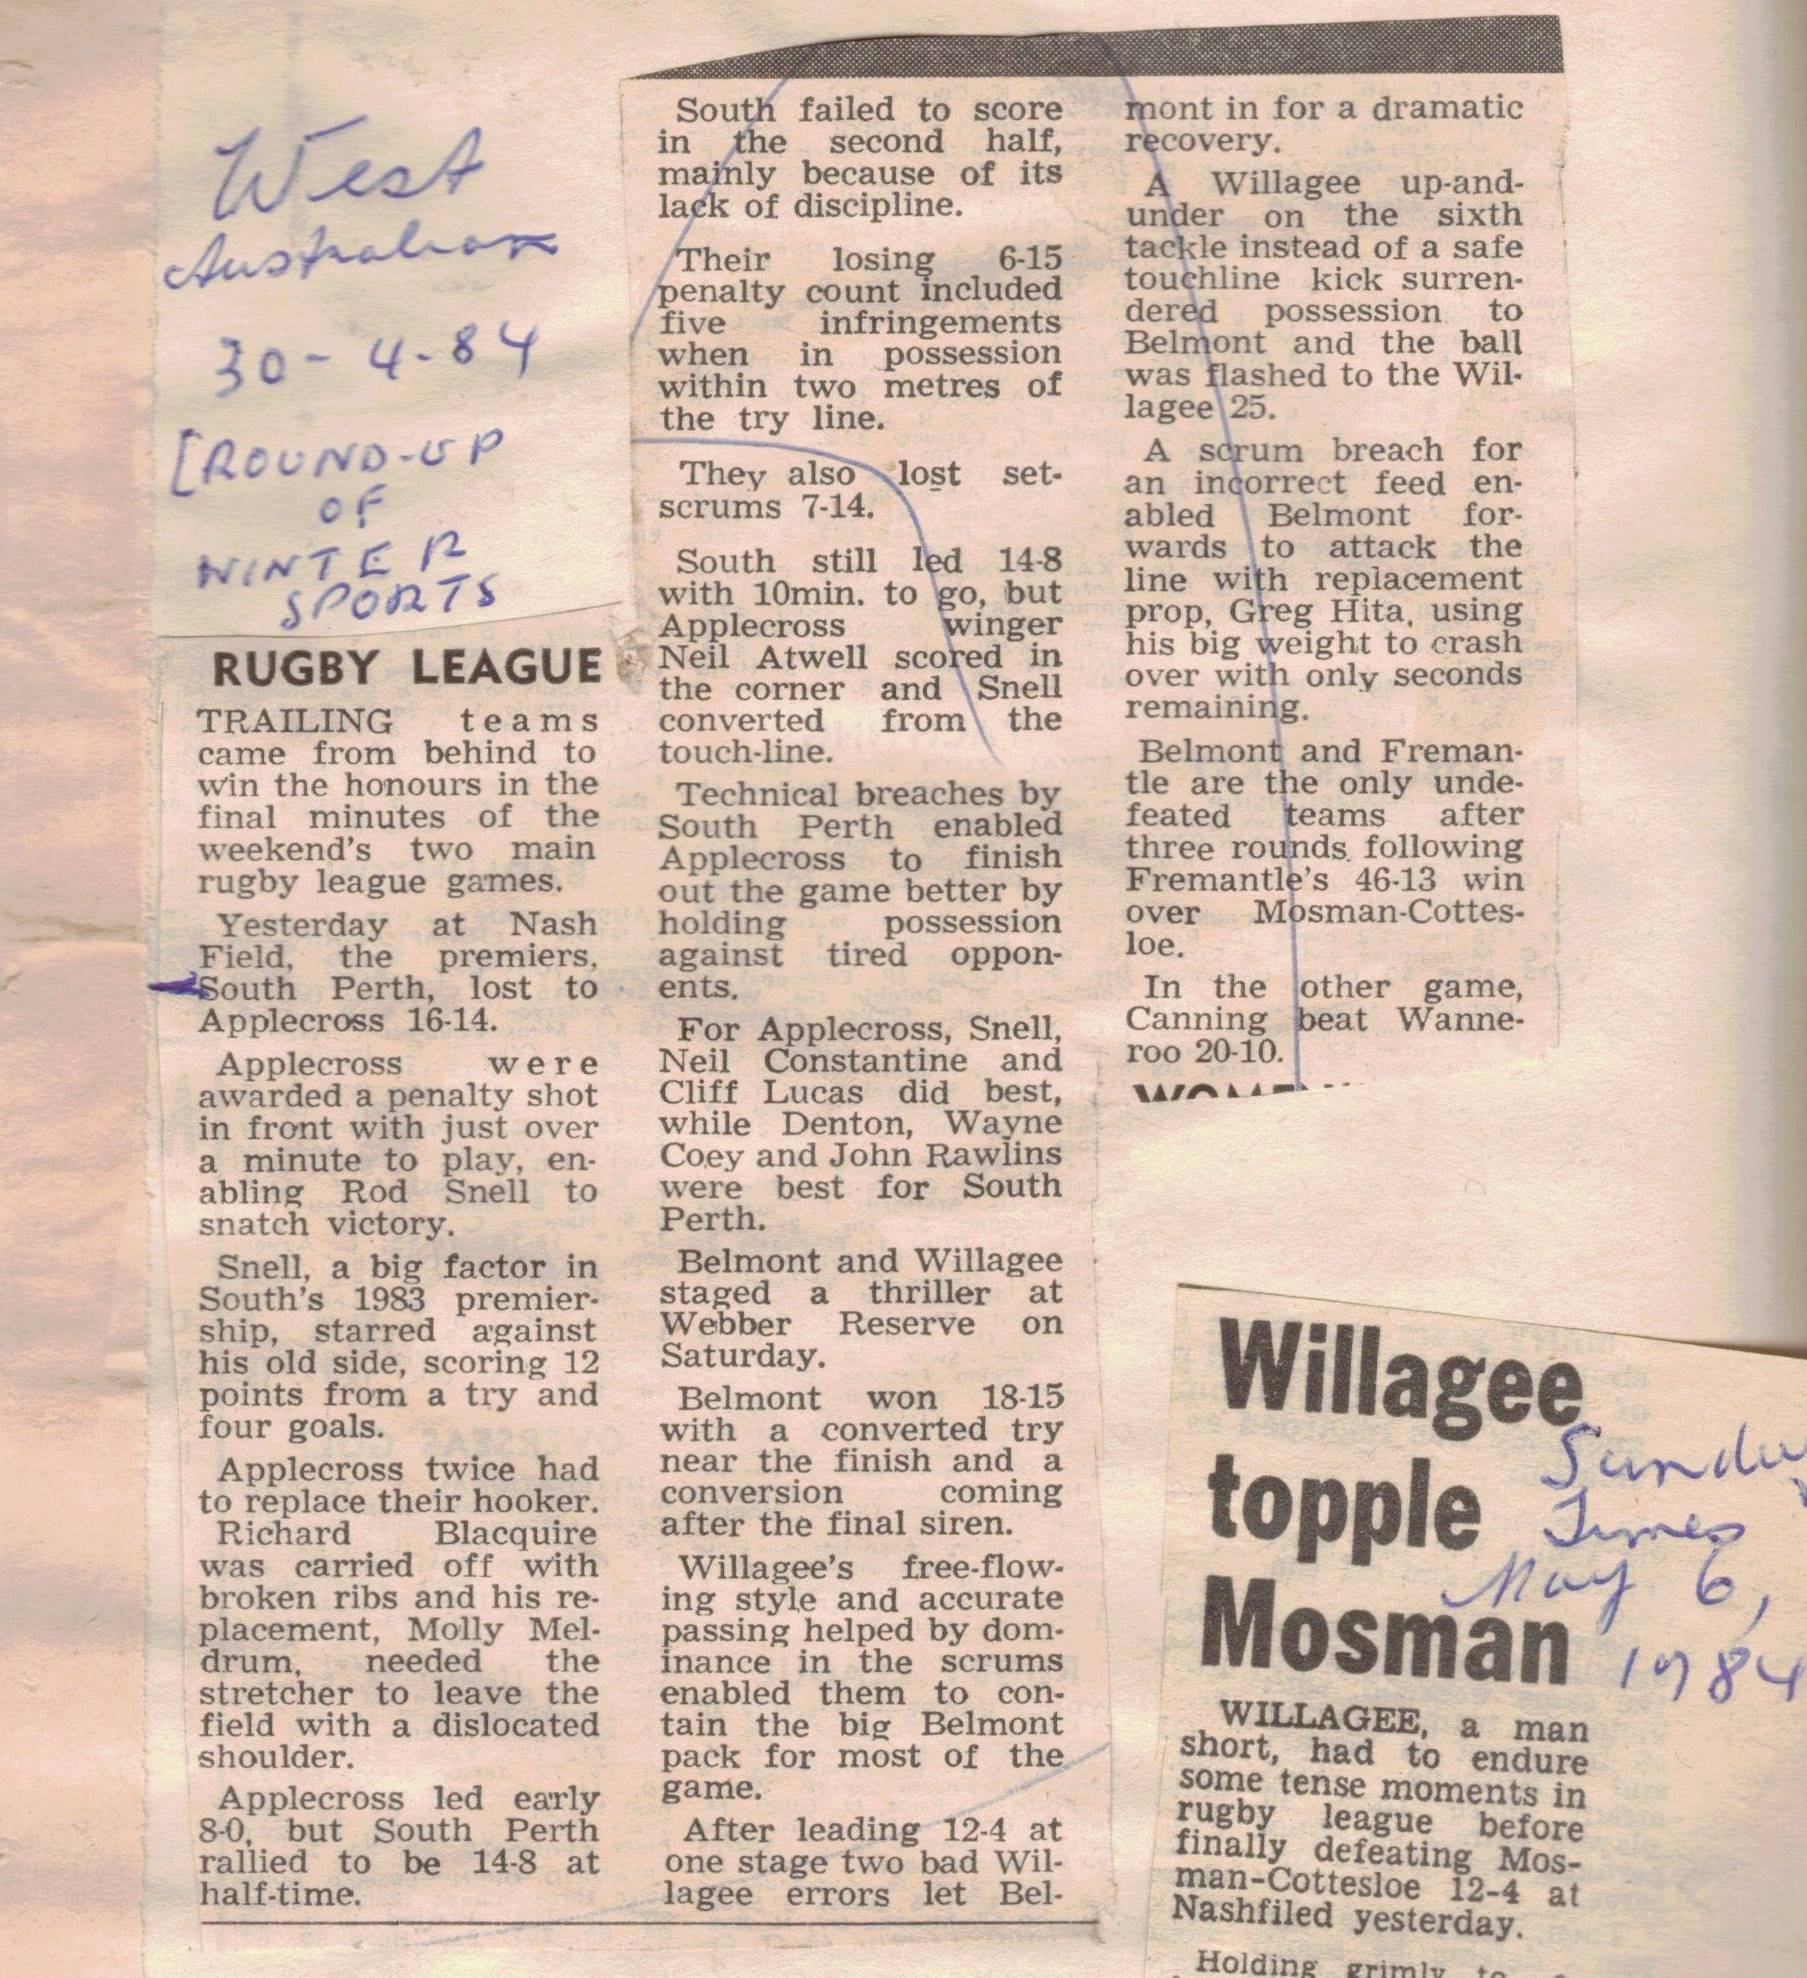 West
Australian
30-4-84
[ROUND-UP
OF
WINTER
SPORTS
RUGBY LEAGUE
TRAILING teams
came from behind to
win the honours in the
final minutes of the
weekend's two main
rugby league games.
Yesterday at Nash
Field, the premiers,
South Perth, lost to
Applecross 16-14.
Applecross were
awarded a penalty shot
in front with just over
a minute to play, en-
abling Rod Snell to
snatch victory.
Snell, a big factor in
South's 1983 premier-
ship, starred against
his old side, scoring 12
points from a try and
four goals.
Applecross twice had
to replace their hooker.
Richard Blacquire
was carried off with
broken ribs and his re-
placement, Molly Mel-
drum, needed the
stretcher to leave the
field with a dislocated
shoulder.
Applecross led early
8-0, but South Perth
rallied to be 14-8 at
half-time.
South failed to score
in the second half,
mainly because of its
lack of discipline.
Their losing 6-15
penalty count included
five infringements
when in possession
within two metres of
the try line.
They also lost set-
scrums 7-14.
South still led 14-8
with 10min. to go, but
Applecross winger
Neil Atwell scored in
the corner and Snell
converted from the
touch-line.
Technical breaches by
South Perth enabled
Applecross to finish
out the game better by
holding possession
against tired oppon-
ents.
For Applecross, Snell,
Neil Constantine and
Cliff Lucas did best,
while Denton, Wayne
Coey and John Rawlins
were best for South
Perth.
Belmont and Willagee
staged a thriller at
Webber Reserve on
Saturday.
Belmont won 18-15
with a converted try
near the finish and a
conversion coming
after the final siren.
Willagee's free-flow-
ing style and accurate
passing helped by dom-
inance in the scrums
enabled them to con-
tain the big Belmont
pack for most of the
game.
After leading 12-4 at
one stage two bad Wil-
lagee errors let Bel-
mont in for a dramatic
recovery.
A Willagee up-and-
under on the sixth
tackle instead of a safe
touchline kick surren-
dered possession to
Belmont and the ball
was flashed to the Wil-
lagee 25.
A scrum breach for
an incorrect feed en-
abled Belmont for-
wards to attack the
line with replacement
prop, Greg Hita, using
his big weight to crash
over with only seconds
remaining.
Belmont and Freman-
tle are the only unde-
feated teams after
three rounds following
Fremantle's 46-13 win
over Mosman-Cottes-
loe.
In the other game,
Canning beat Wanne-
roo 20-10.
Willagee
topple
Mosman
Sunday
Times
May 6,
1984
WILLAGEE, a man
short, had to endure
some tense moments in
rugby league before
finally defeating Mos-
man-Cottesloe 12-4 at
Nashfiled yesterday.
Holding grimly to